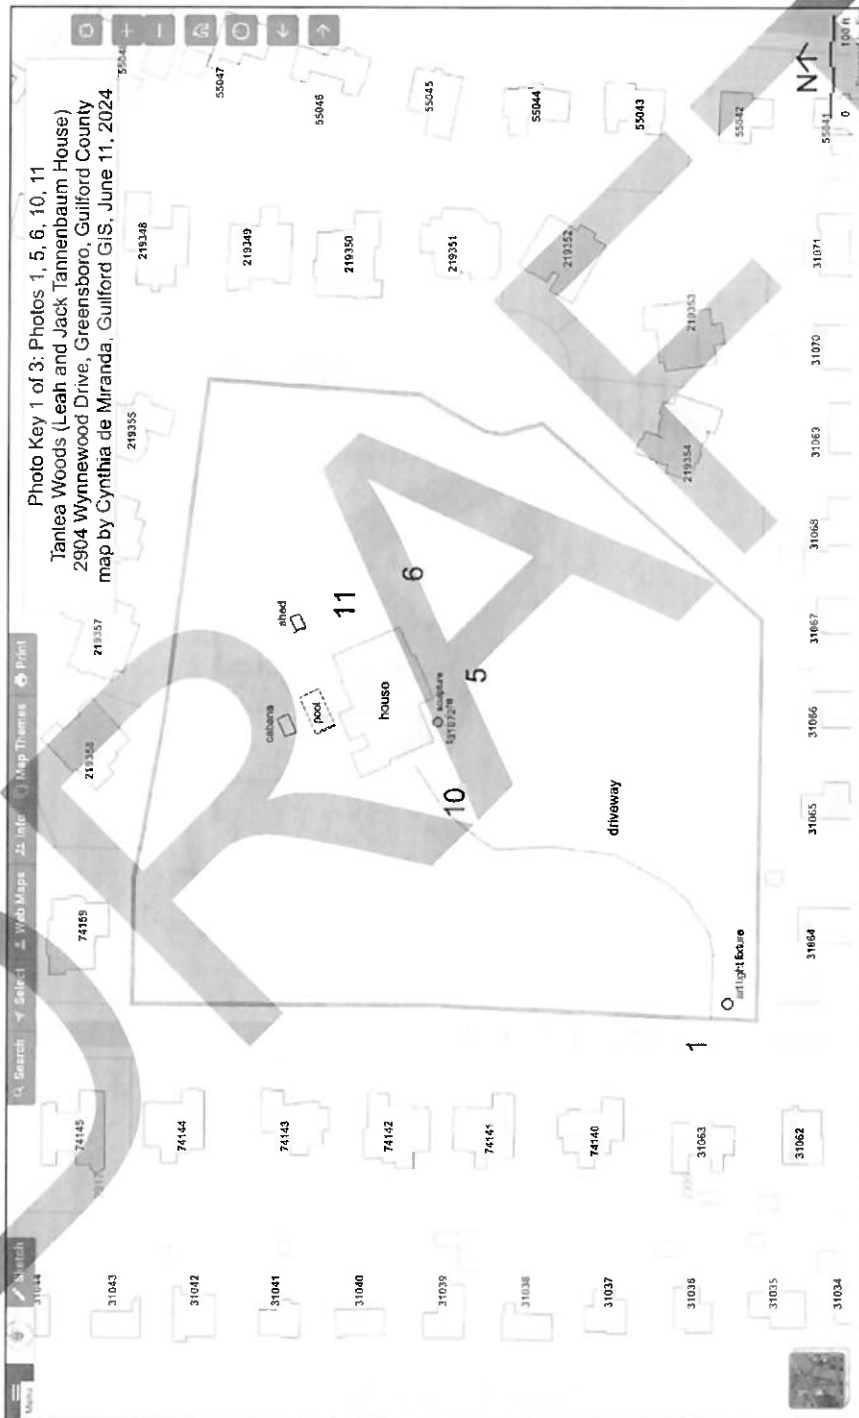 Menu
Sketch
Search
Select
Web Maps
Info
Map Themes
Print
Photo Key 1 of 3: Photos 1, 5, 6, 10, 11
Tanlea Woods (Leah and Jack Tannenbaum House)
2904 Wynnewood Drive, Greensboro, Guilford County
map by Cynthia de Miranda, Guilford GIS, June 11, 2024
DRAFT
31044
31043
31042
31041
31040
31039
31038
31037
31036
31035
31034
74145
74144
74143
74142
74141
74140
31063
31062
74159
219357
219355
219348
219349
219350
219351
219352
219353
219354
55047
55046
55045
55044
55043
55042
55041
31064
31065
31066
31067
31068
31069
31070
31071
shed
cabana
pool
house
sculpture
driveway
art light fixture
1
5
6
10
11
N
0
100 ft